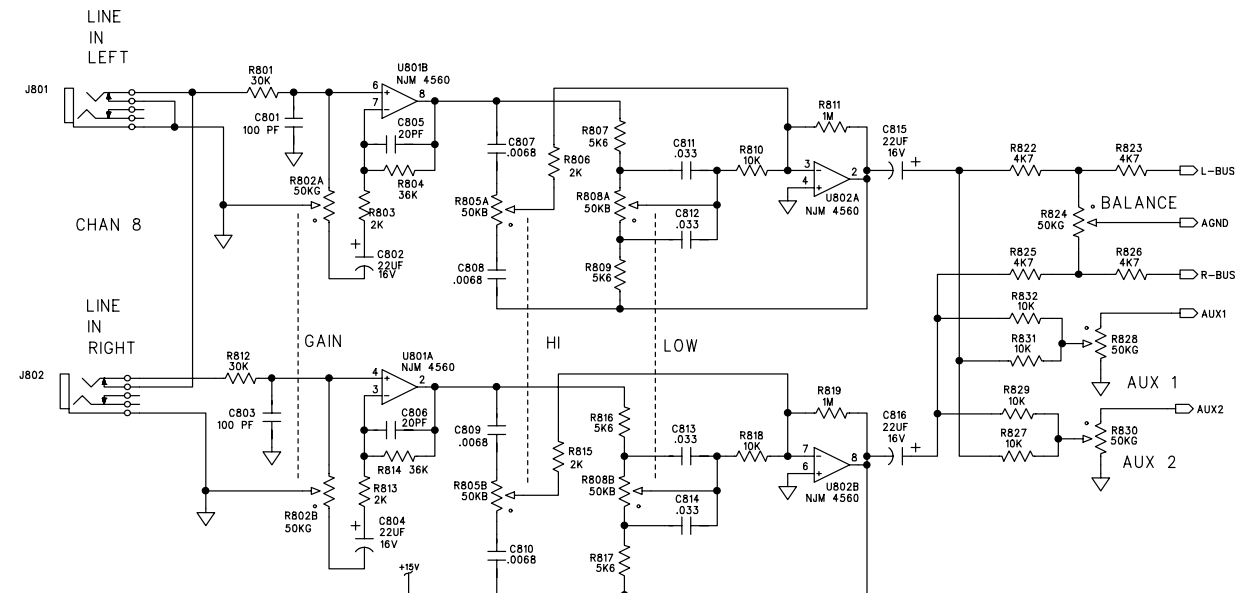 LINE
IN
LEFT
J801
R801
30K
C801
100 PF
R802A
50KG
CHAN 8
U801B
NJM 4560
6
7
8
+
-
C805
20PF
R804
36K
R803
2K
+
C802
22UF
16V
C807
.0068
R805A
50KB
C808
.0068
R806
2K
R807
5K6
R808A
50KB
R809
5K6
C811
.033
C812
.033
R810
10K
R811
1M
3
4
2
-
+
U802A
NJM 4560
C815
22UF
16V
+
R822
4K7
R823
4K7
L-BUS
R824
50KG
BALANCE
AGND
R825
4K7
R826
4K7
R-BUS
R832
10K
R831
10K
AUX1
R828
50KG
AUX 1
R829
10K
R827
10K
AUX2
R830
50KG
AUX 2
GAIN
HI
LOW
LINE
IN
RIGHT
J802
R812
30K
C803
100 PF
R802B
50KG
U801A
NJM 4560
4
3
2
+
-
C806
20PF
R814 36K
R813
2K
+
C804
22UF
16V
+15V
C809
.0068
R805B
50KB
C810
.0068
R815
2K
R816
5K6
R808B
50KB
R817
5K6
C813
.033
C814
.033
R818
10K
R819
1M
7
6
8
-
+
U802B
NJM 4560
C816
22UF
16V
+